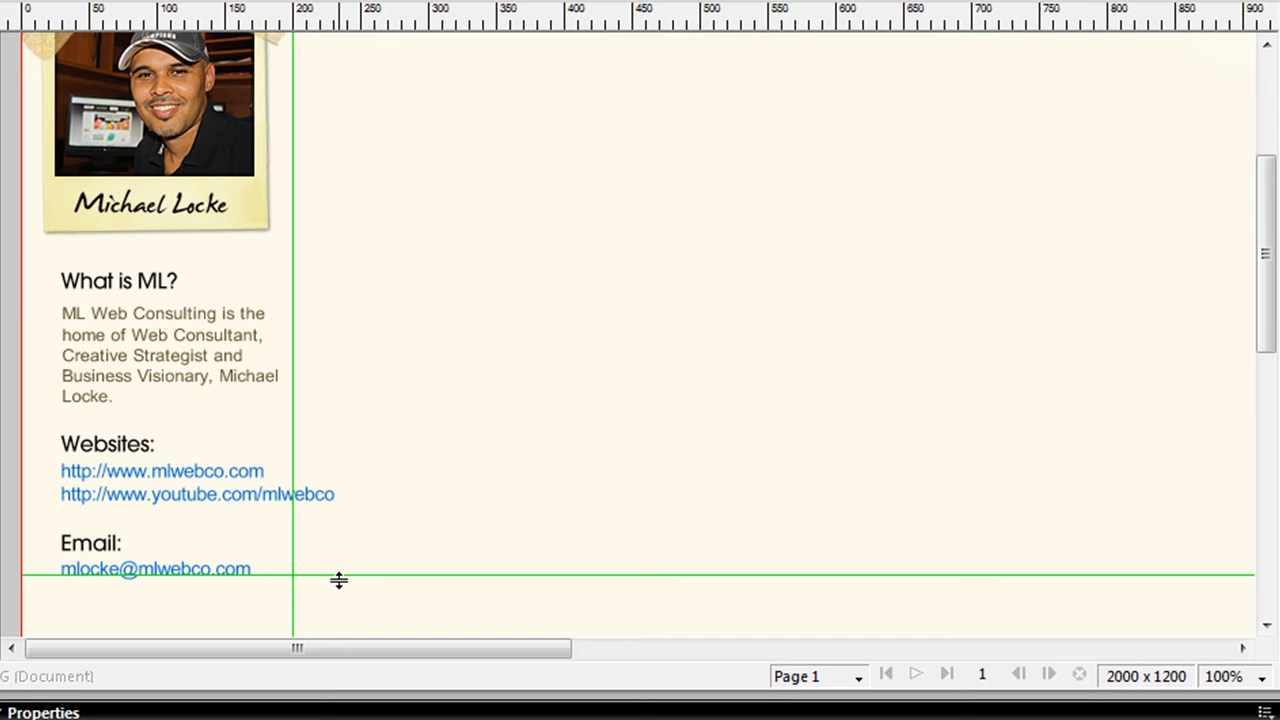 0 50 100 150 200 250 300 350 400 450 500 550 600 650 700 750 800 850 900
Michael Locke
What is ML?
ML Web Consulting is the
home of Web Consultant,
Creative Strategist and
Business Visionary, Michael
Locke.
Websites:
http://www.mlwebco.com
http://www.youtube.com/mlwebco
Email:
mlocke@mlwebco.com
G (Document)
Page 1
1
2000 x 1200
100%
Properties